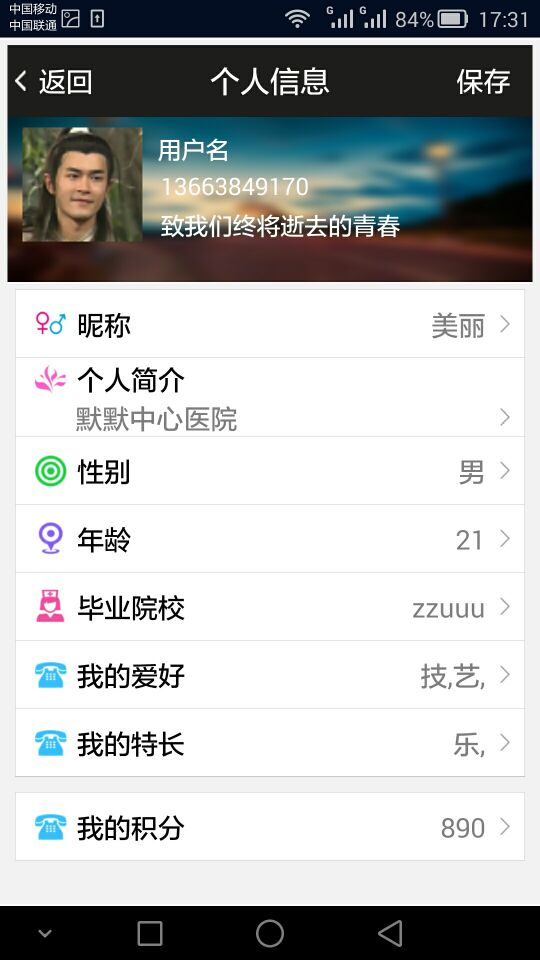 中国移动
中国联通
G G 84% 17:31
返回 个人信息 保存
用户名
13663849170
致我们终将逝去的青春
昵称 美丽
个人简介
默默中心医院
性别 男
年龄 21
毕业院校 zzuuu
我的爱好 技,艺,
我的特长 乐,
我的积分 890